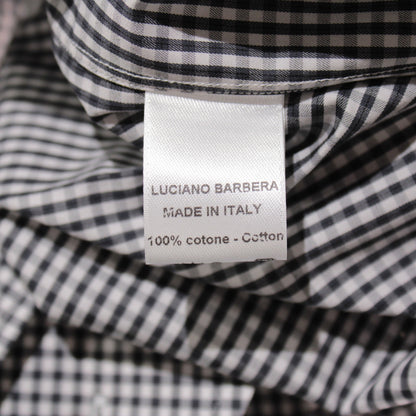 LUCIANO BARBERA
MADE IN ITALY
100% cotone - Cotton